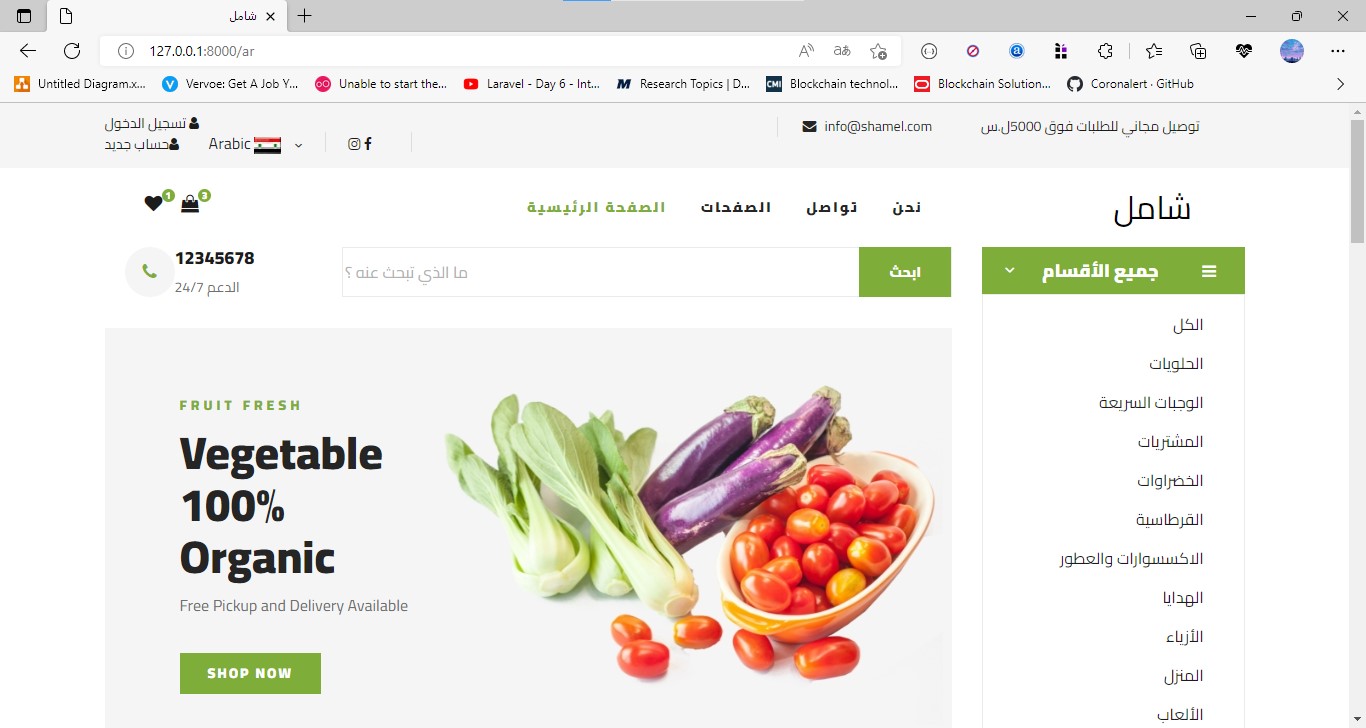 شامل
127.0.0.1:8000/ar
Untitled Diagram.x...
Vervoe: Get A Job Y...
Unable to start the...
Laravel - Day 6 - Int...
Research Topics | D...
Blockchain technol...
Blockchain Solution...
Coronalert · GitHub
توصيل مجاني للطلبات فوق 5000ل.س
info@shamel.com
Arabic
تسجيل الدخول
حساب جديد
شامل
نحن
تواصل
الصفحات
الصفحة الرئيسية
3
1
جميع الأقسام
ابحث
ما الذي تبحث عنه ؟
12345678
الدعم 24/7
الكل
الحلويات
الوجبات السريعة
المشتريات
الخضراوات
القرطاسية
الاكسسوارات والعطور
الهدايا
الأزياء
المنزل
الألعاب
FRUIT FRESH
Vegetable
100%
Organic
Free Pickup and Delivery Available
SHOP NOW